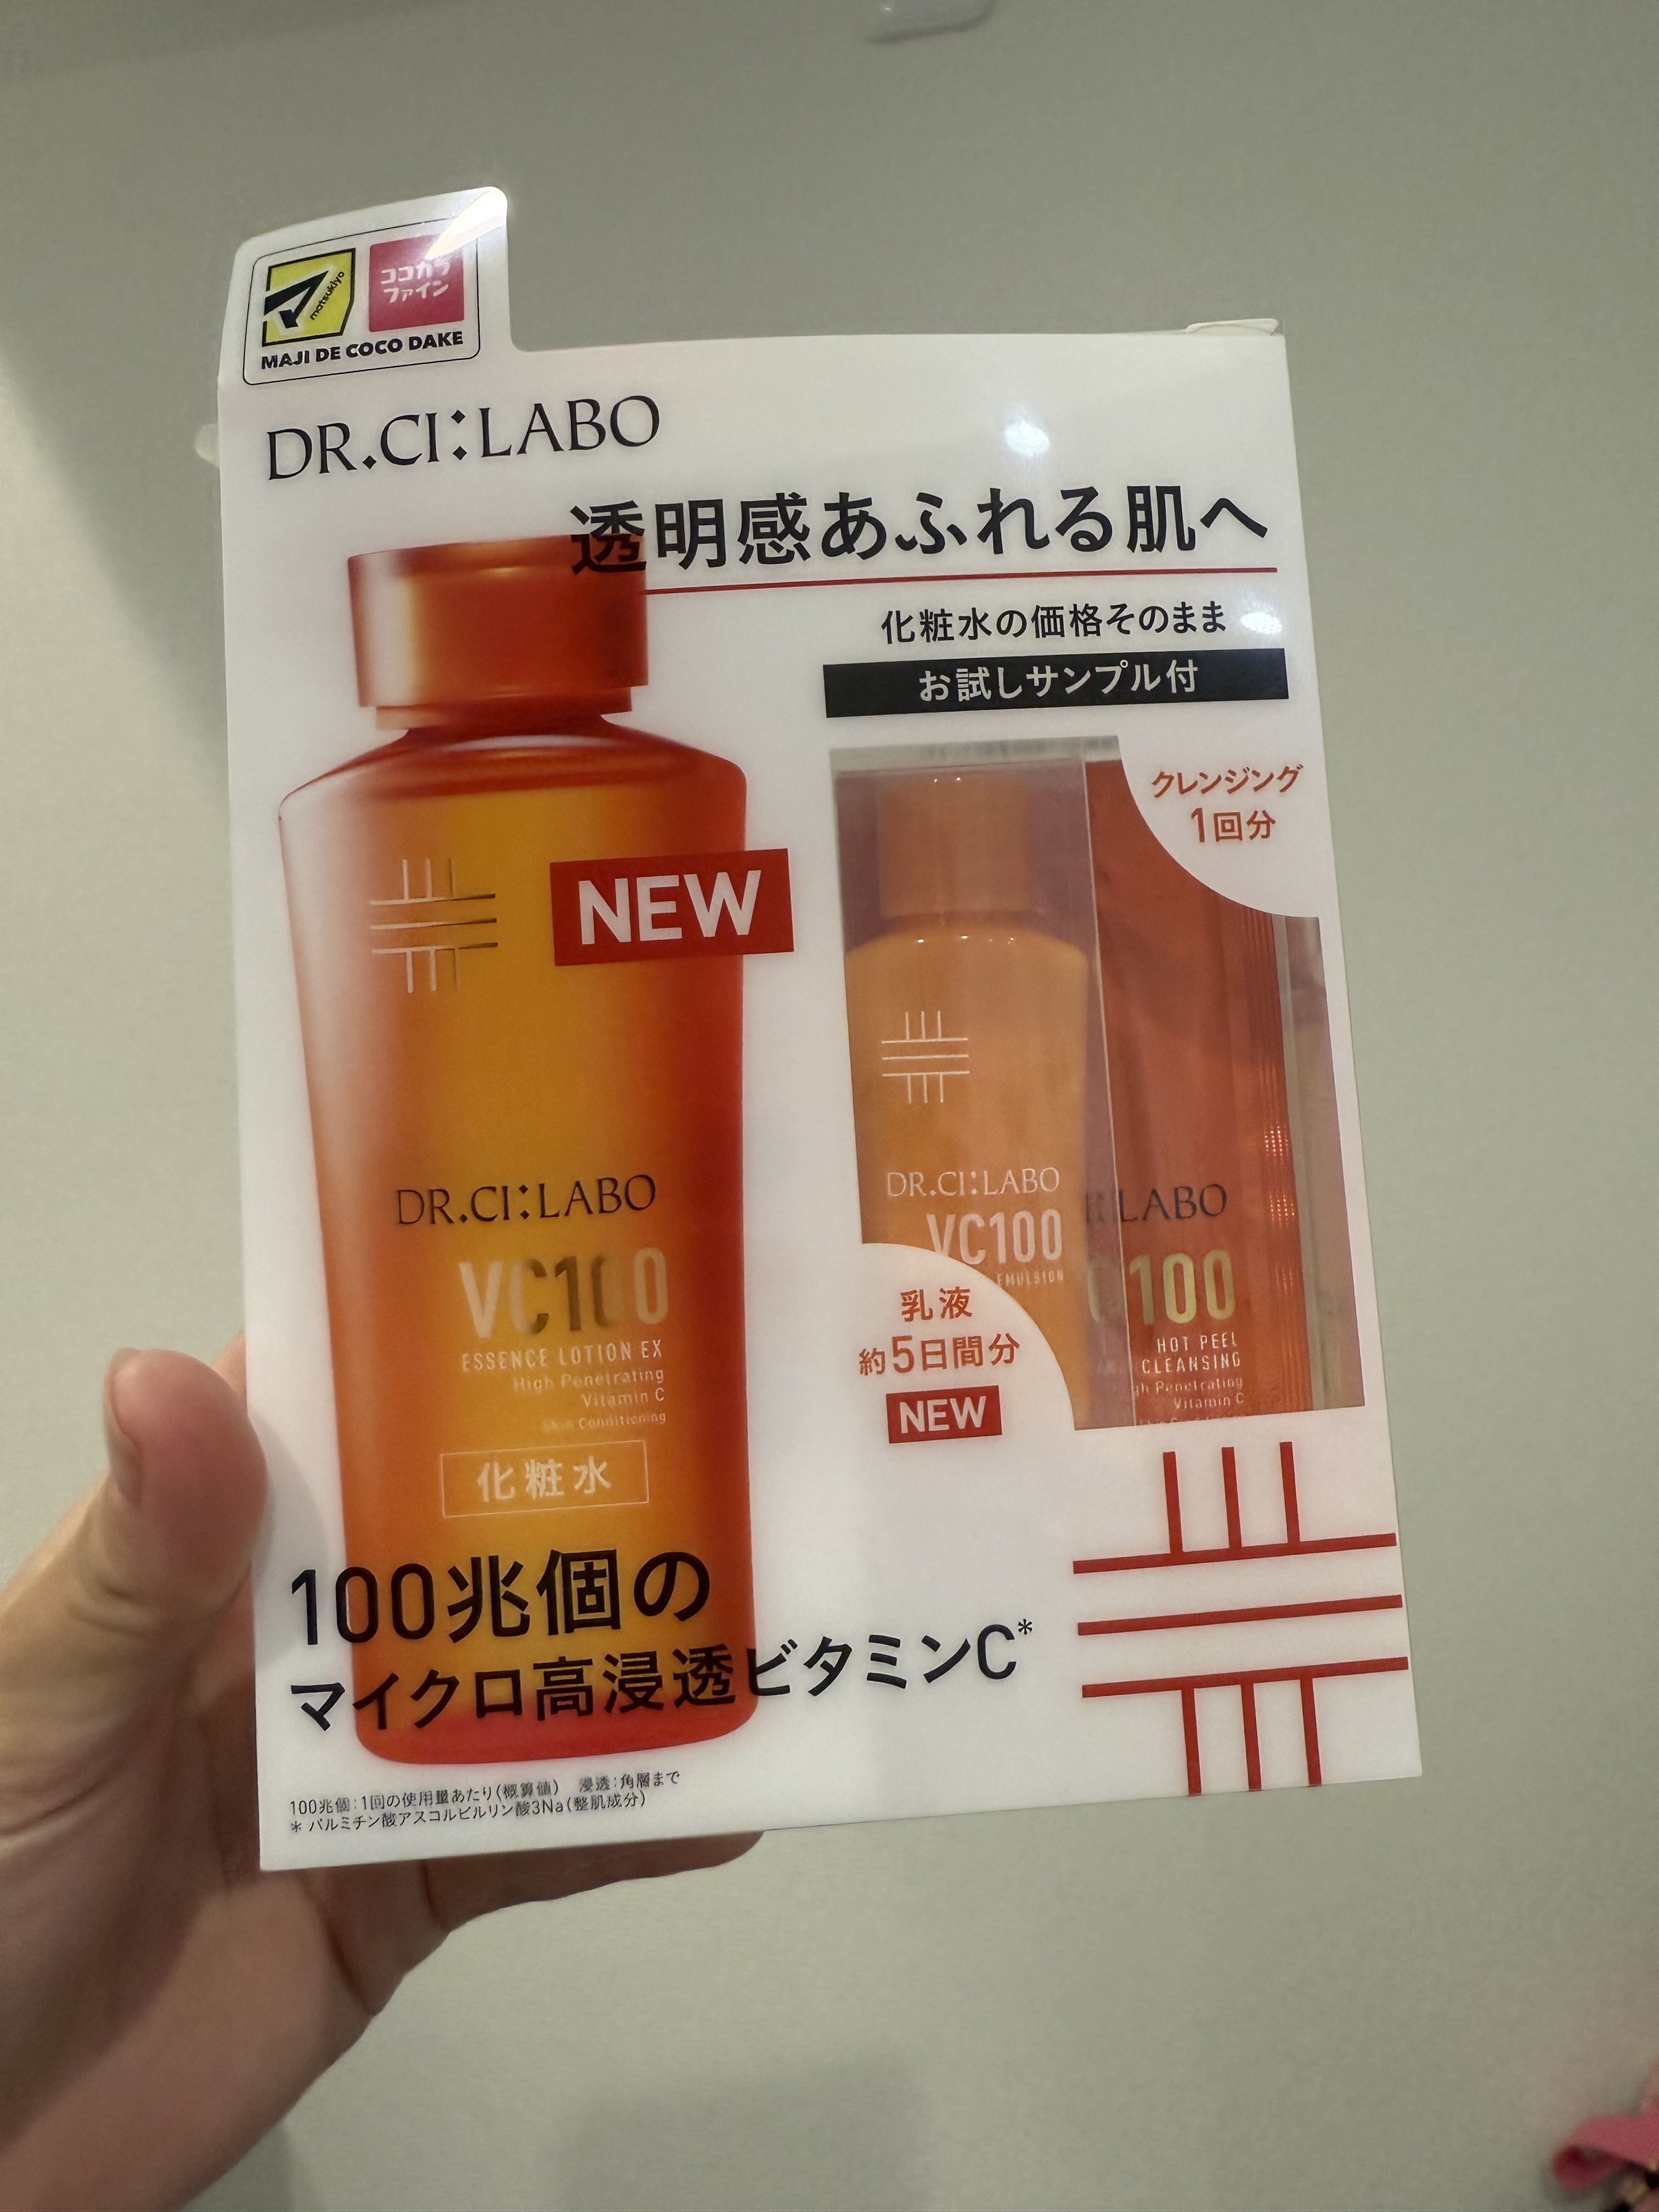 matsukiyo
ココカラ
ファイン
MAJI DE COCO DAKE
DR.CI:LABO
透明感あふれる肌へ
化粧水の価格そのまま
お試しサンプル付
クレンジング
1回分
NEW
DR.CI:LABO
VC100
ESSENCE LOTION EX
High Penetrating
Vitamin C
Skin Conditioning
化粧水
DR.CI:LABO
VC100
EMULSION
乳液
約5日間分
NEW
LABO
100
HOT PEEL
CLEANSING
gh Penetrating
Vitamin C
100兆個の
マイクロ高浸透ビタミンC*
100兆個:1回の使用量あたり(概算値) 浸透:角層まで
* パルミチン酸アスコルビルリン酸3Na(整肌成分)